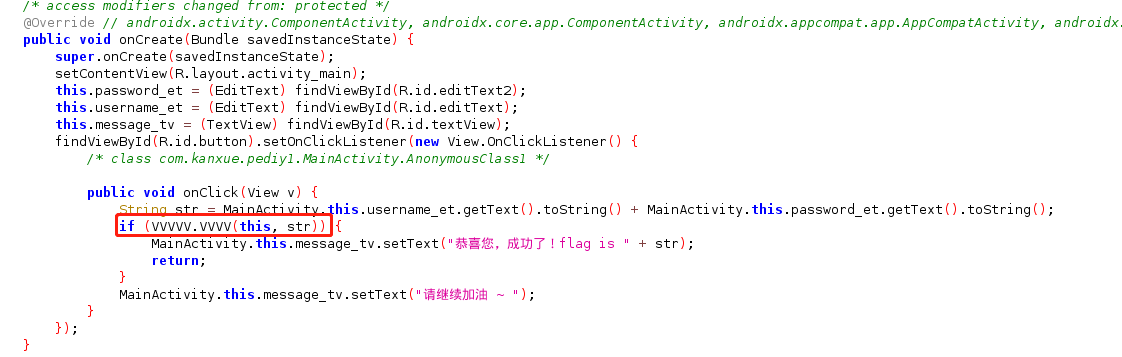 /* access modifiers changed from: protected */
@Override // androidx.activity.ComponentActivity, androidx.core.app.ComponentActivity, androidx.appcompat.app.AppCompatActivity, androidx.
public void onCreate(Bundle savedInstanceState) {
super.onCreate(savedInstanceState);
setContentView(R.layout.activity_main);
this.password_et = (EditText) findViewById(R.id.editText2);
this.username_et = (EditText) findViewById(R.id.editText);
this.message_tv = (TextView) findViewById(R.id.textView);
findViewById(R.id.button).setOnClickListener(new View.OnClickListener() {
/* class com.kanxue.pediy1.MainActivity.AnonymousClass1 */
public void onClick(View v) {
String str = MainActivity.this.username_et.getText().toString() + MainActivity.this.password_et.getText().toString();
if (VVVVV.VVVV(this, str)) {
MainActivity.this.message_tv.setText("恭喜您，成功了！flag is " + str);
return;
}
MainActivity.this.message_tv.setText("请继续加油 ~ ");
}
});
}